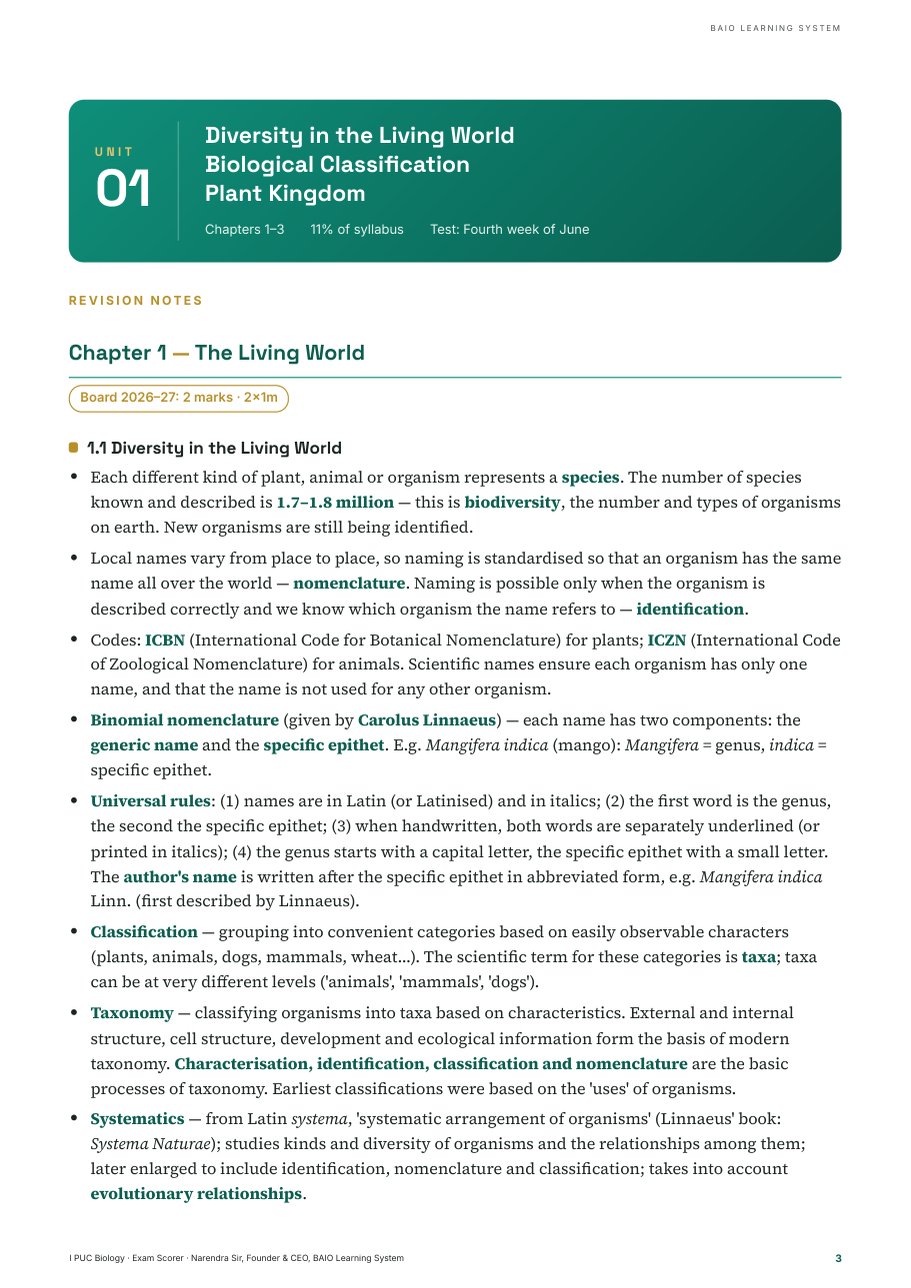 BAIO LEARNING SYSTEM
UNIT
01
Diversity in the Living World
Biological Classification
Plant Kingdom
Chapters 1–3 11% of syllabus Test: Fourth week of June
REVISION NOTES
Chapter 1 — The Living World
Board 2026–27: 2 marks · 2×1m
1.1 Diversity in the Living World
• Each different kind of plant, animal or organism represents a species. The number of species
known and described is 1.7–1.8 million — this is biodiversity, the number and types of organisms
on earth. New organisms are still being identified.
• Local names vary from place to place, so naming is standardised so that an organism has the same
name all over the world — nomenclature. Naming is possible only when the organism is
described correctly and we know which organism the name refers to — identification.
• Codes: ICBN (International Code for Botanical Nomenclature) for plants; ICZN (International Code
of Zoological Nomenclature) for animals. Scientific names ensure each organism has only one
name, and that the name is not used for any other organism.
• Binomial nomenclature (given by Carolus Linnaeus) — each name has two components: the
generic name and the specific epithet. E.g. Mangifera indica (mango): Mangifera = genus, indica =
specific epithet.
• Universal rules: (1) names are in Latin (or Latinised) and in italics; (2) the first word is the genus,
the second the specific epithet; (3) when handwritten, both words are separately underlined (or
printed in italics); (4) the genus starts with a capital letter, the specific epithet with a small letter.
The author's name is written after the specific epithet in abbreviated form, e.g. Mangifera indica
Linn. (first described by Linnaeus).
• Classification — grouping into convenient categories based on easily observable characters
(plants, animals, dogs, mammals, wheat...). The scientific term for these categories is taxa; taxa
can be at very different levels ('animals', 'mammals', 'dogs').
• Taxonomy — classifying organisms into taxa based on characteristics. External and internal
structure, cell structure, development and ecological information form the basis of modern
taxonomy. Characterisation, identification, classification and nomenclature are the basic
processes of taxonomy. Earliest classifications were based on the 'uses' of organisms.
• Systematics — from Latin systema, 'systematic arrangement of organisms' (Linnaeus' book:
Systema Naturae); studies kinds and diversity of organisms and the relationships among them;
later enlarged to include identification, nomenclature and classification; takes into account
evolutionary relationships.
I PUC Biology · Exam Scorer · Narendra Sir, Founder & CEO, BAIO Learning System 3